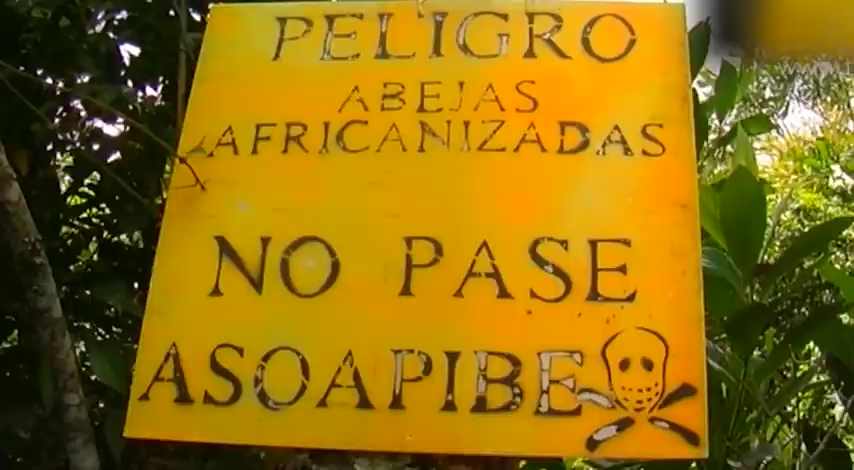 PELIGRO
ABEJAS
AFRICANIZADAS
NO PASE
ASOAPIBE